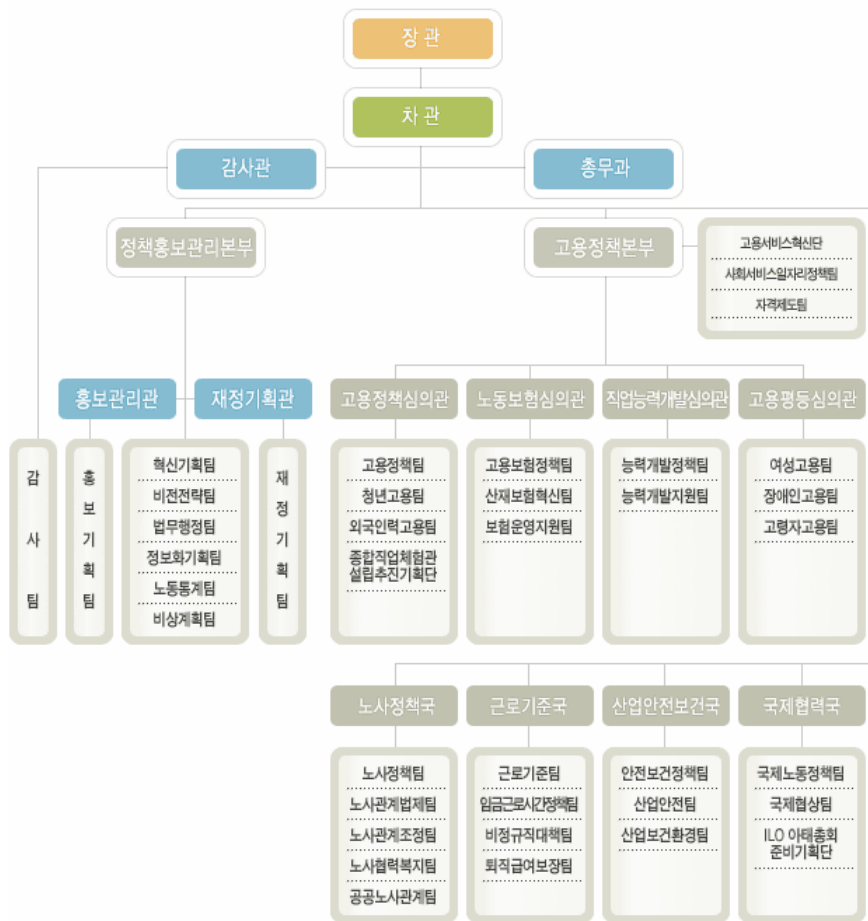 장 관
차 관
감사관
총무과
정책홍보관리본부
고용정책본부
고용서비스혁신단
사회서비스일자리정책팀
자격제도팀
홍보관리관
재정기획관
고용정책심의관
노동보험심의관
직업능력개발심의관
고용평등심의관
감사팀
홍보기획팀
혁신기획팀
비전전략팀
법무행정팀
정보화기획팀
노동통계팀
비상계획팀
재정기획팀
고용정책팀
청년고용팀
외국인력고용팀
종합직업체험관
설립추진기획단
고용보험정책팀
산재보험혁신팀
보험운영지원팀
능력개발정책팀
능력개발지원팀
여성고용팀
장애인고용팀
고령자고용팀
노사정책국
근로기준국
산업안전보건국
국제협력국
노사정책팀
노사관계법제팀
노사관계조정팀
노사협력복지팀
공공노사관계팀
근로기준팀
임금근로시간정책팀
비정규직대책팀
퇴직급여보장팀
안전보건정책팀
산업안전팀
산업보건환경팀
국제노동정책팀
국제협상팀
ILO 아태총회
준비기획단